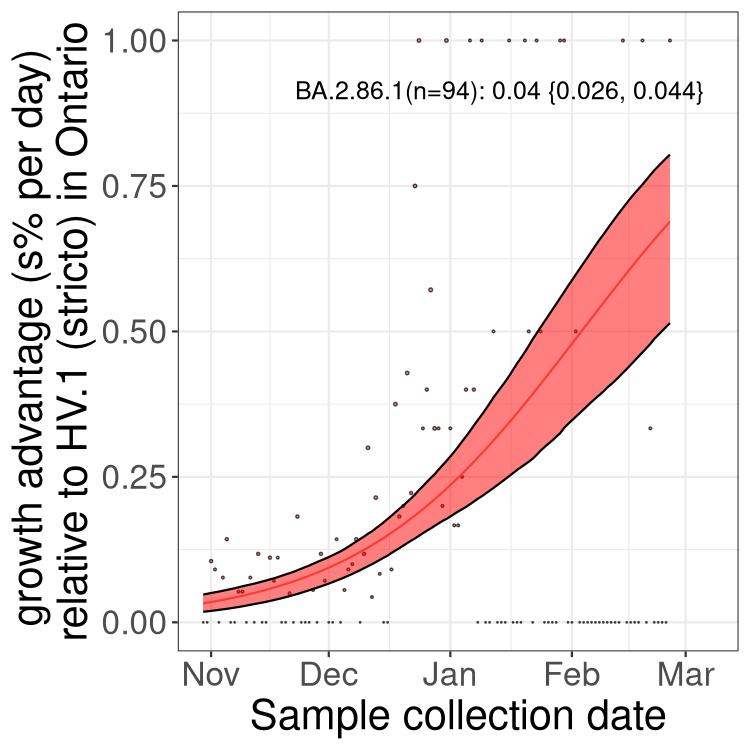 growth advantage (s% per day)
relative to HV.1 (stricto) in Ontario
1.00
0.75
0.50
0.25
0.00
BA.2.86.1(n=94): 0.04 {0.026, 0.044}
Nov Dec Jan Feb Mar
Sample collection date